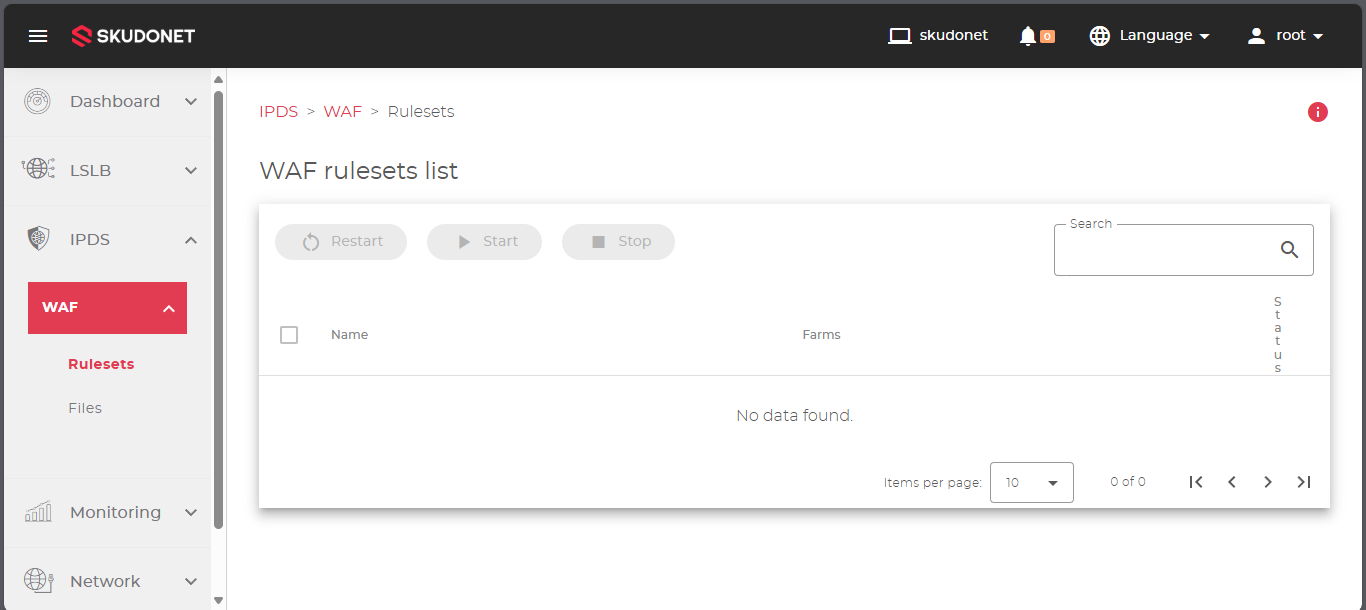 SKUDONET
skudonet
0
Language
root
Dashboard
LSLB
IPDS
WAF
Rulesets
Files
Monitoring
Network
IPDS > WAF > Rulesets
i
WAF rulesets list
Restart
Start
Stop
Search
Name
Farms
Status
No data found.
Items per page:
10
0 of 0